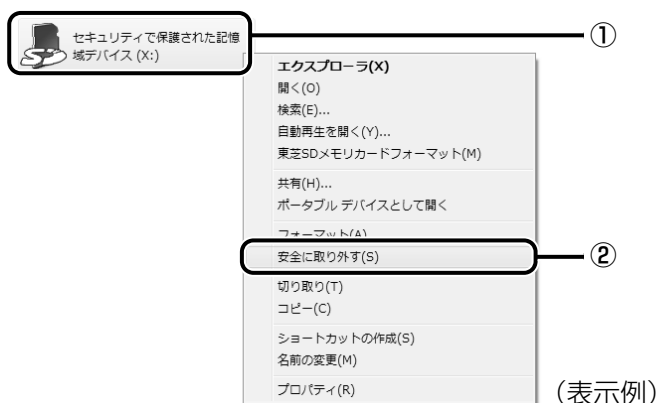 セキュリティで保護された記憶
域デバイス (X:)
①
エクスプローラ(X)
開く(O)
検索(E)...
自動再生を開く(Y)...
東芝SDメモリカードフォーマット(M)
共有(H)...
ポータブル デバイスとして開く
フォーマット(A)
安全に取り外す(S)
②
切り取り(T)
コピー(C)
ショートカットの作成(S)
名前の変更(M)
プロパティ(R)
（表示例）